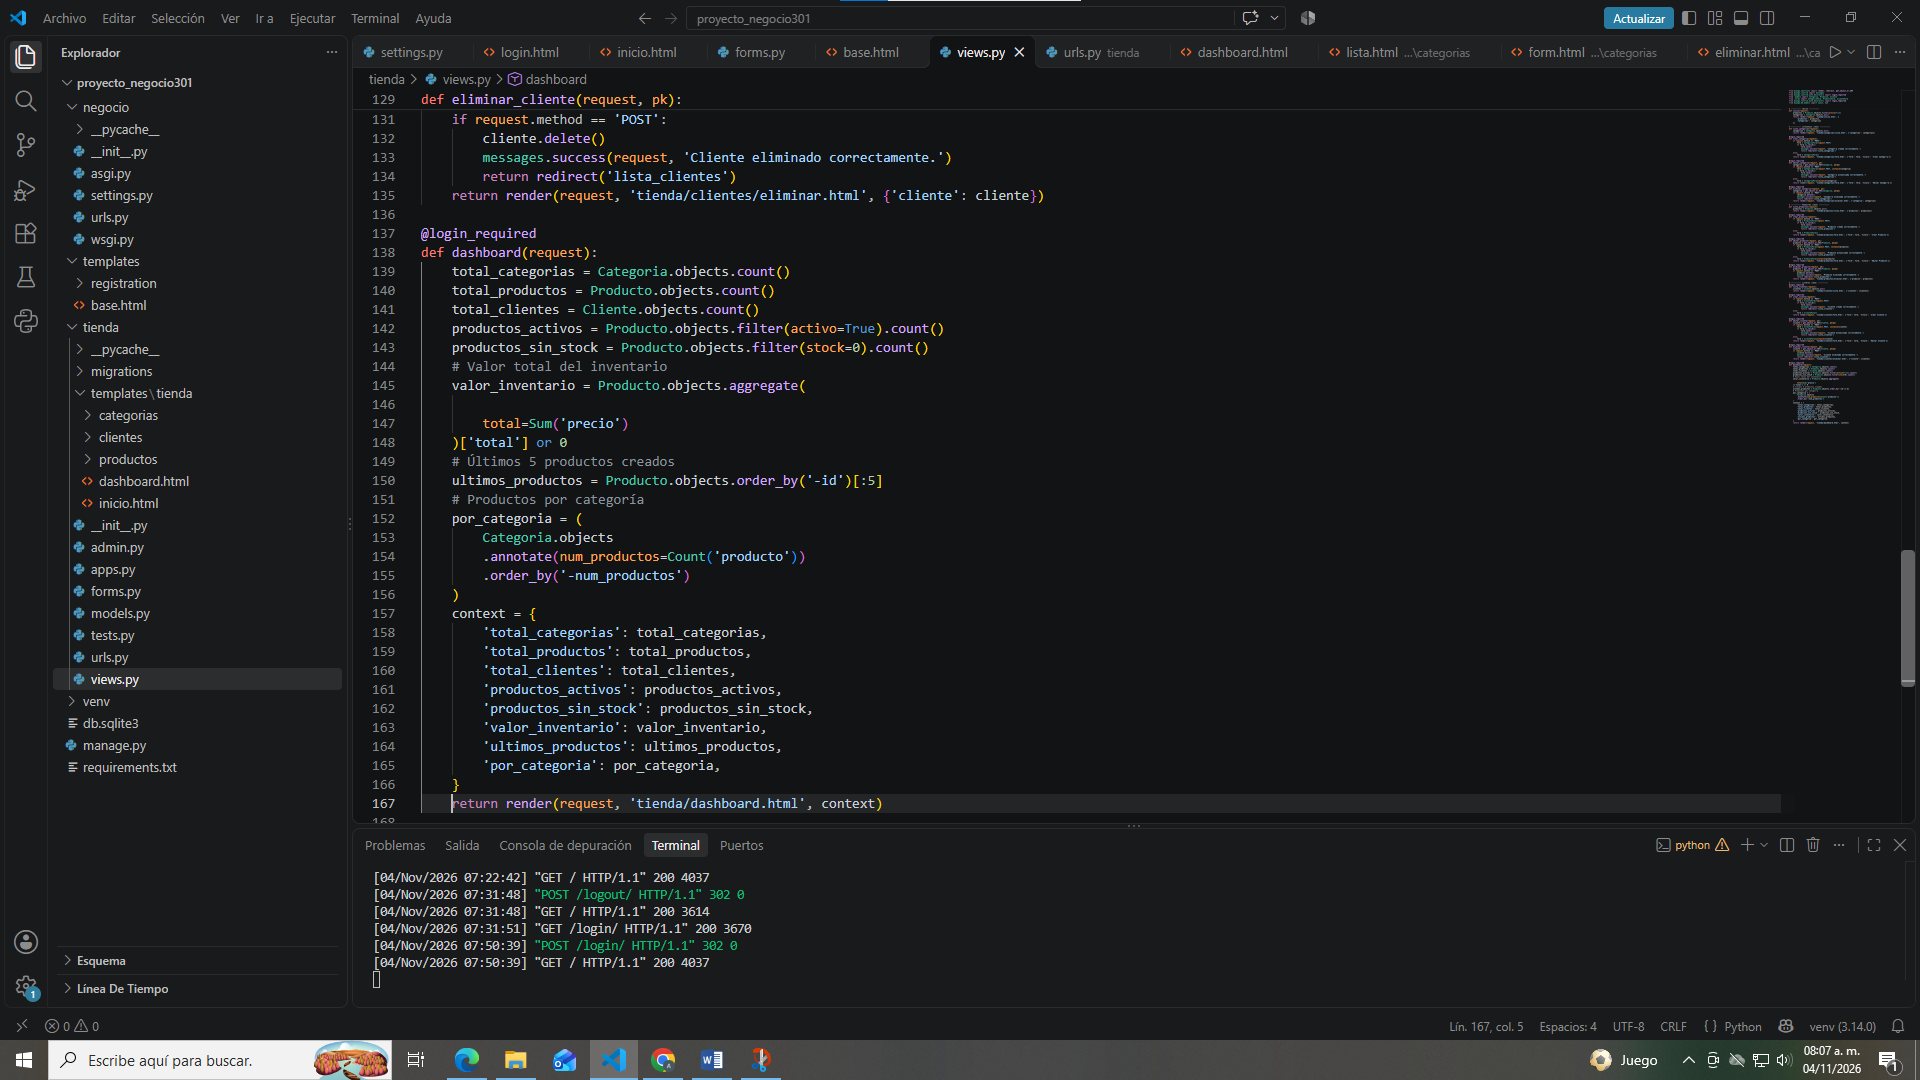 Archivo Editar Selección Ver Ir a Ejecutar Terminal Ayuda
proyecto_negocio301
Actualizar
Explorador
settings.py
login.html
inicio.html
forms.py
base.html
views.py
urls.py tienda
dashboard.html
lista.html ...\categorias
form.html ...\categorias
eliminar.html ...\ca
tienda > views.py > dashboard
proyecto_negocio301
negocio
__pycache__
__init__.py
asgi.py
settings.py
urls.py
wsgi.py
templates
registration
base.html
tienda
__pycache__
migrations
templates\tienda
categorias
clientes
productos
dashboard.html
inicio.html
__init__.py
admin.py
apps.py
forms.py
models.py
tests.py
urls.py
views.py
venv
db.sqlite3
manage.py
requirements.txt
Esquema
Línea De Tiempo
129 def eliminar_cliente(request, pk):
131 if request.method == 'POST':
132 cliente.delete()
133 messages.success(request, 'Cliente eliminado correctamente.')
134 return redirect('lista_clientes')
135 return render(request, 'tienda/clientes/eliminar.html', {'cliente': cliente})
136
137 @login_required
138 def dashboard(request):
139 total_categorias = Categoria.objects.count()
140 total_productos = Producto.objects.count()
141 total_clientes = Cliente.objects.count()
142 productos_activos = Producto.objects.filter(activo=True).count()
143 productos_sin_stock = Producto.objects.filter(stock=0).count()
144 # Valor total del inventario
145 valor_inventario = Producto.objects.aggregate(
146
147 total=Sum('precio')
148 )['total'] or 0
149 # Últimos 5 productos creados
150 ultimos_productos = Producto.objects.order_by('-id')[:5]
151 # Productos por categoría
152 por_categoria = (
153 Categoria.objects
154 .annotate(num_productos=Count('producto'))
155 .order_by('-num_productos')
156 )
157 context = {
158 'total_categorias': total_categorias,
159 'total_productos': total_productos,
160 'total_clientes': total_clientes,
161 'productos_activos': productos_activos,
162 'productos_sin_stock': productos_sin_stock,
163 'valor_inventario': valor_inventario,
164 'ultimos_productos': ultimos_productos,
165 'por_categoria': por_categoria,
166 }
167 return render(request, 'tienda/dashboard.html', context)
168
Problemas Salida Consola de depuración Terminal Puertos
python
[04/Nov/2026 07:22:42] "GET / HTTP/1.1" 200 4037
[04/Nov/2026 07:31:48] "POST /logout/ HTTP/1.1" 302 0
[04/Nov/2026 07:31:48] "GET / HTTP/1.1" 200 3614
[04/Nov/2026 07:31:51] "GET /login/ HTTP/1.1" 200 3670
[04/Nov/2026 07:50:39] "POST /login/ HTTP/1.1" 302 0
[04/Nov/2026 07:50:39] "GET / HTTP/1.1" 200 4037
1
0 0
Lín. 167, col. 5 Espacios: 4 UTF-8 CRLF { } Python venv (3.14.0)
Escribe aquí para buscar.
Juego
08:07 a. m.
04/11/2026
1